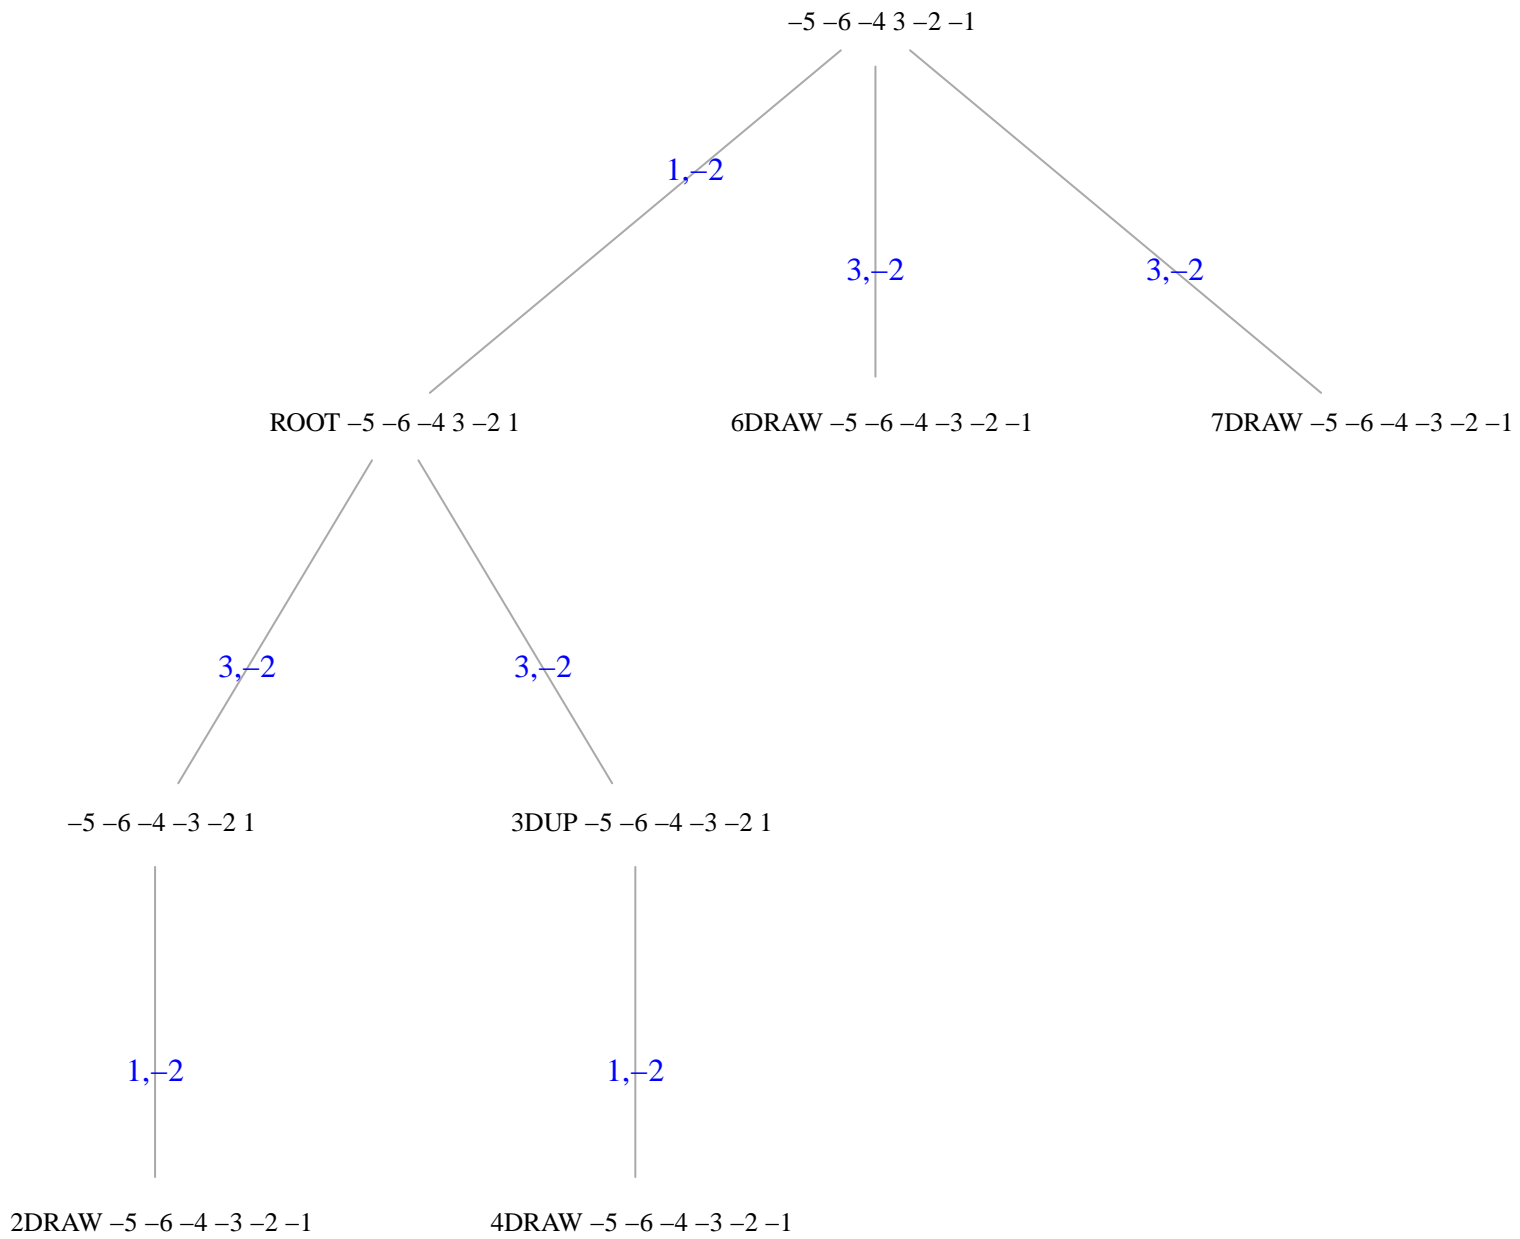 –5 –6 –4 3 –2 –1
1,–2
3,–2
3,–2
ROOT –5 –6 –4 3 –2 1
6DRAW –5 –6 –4 –3 –2 –1
7DRAW –5 –6 –4 –3 –2 –1
3,–2
3,–2
–5 –6 –4 –3 –2 1
3DUP –5 –6 –4 –3 –2 1
1,–2
1,–2
2DRAW –5 –6 –4 –3 –2 –1
4DRAW –5 –6 –4 –3 –2 –1